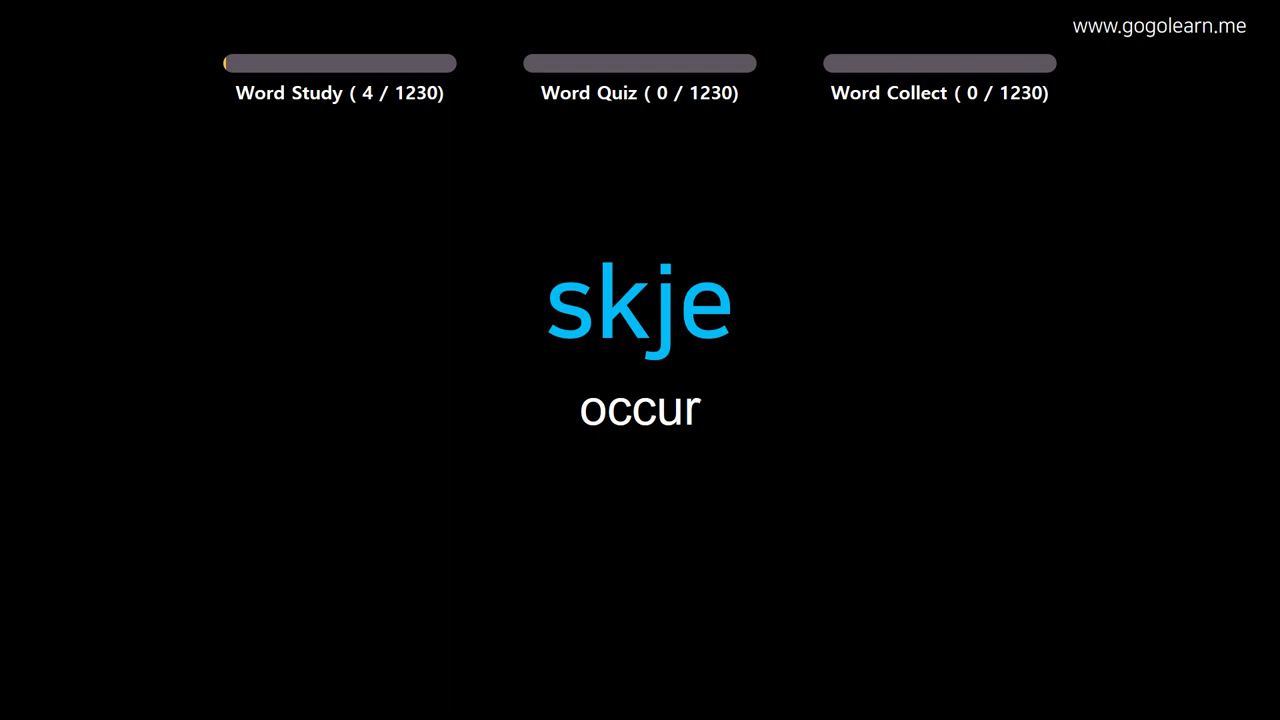 www.gogolearn.me
Word Study ( 4 / 1230)
Word Quiz ( 0 / 1230)
Word Collect ( 0 / 1230)
skje
occur